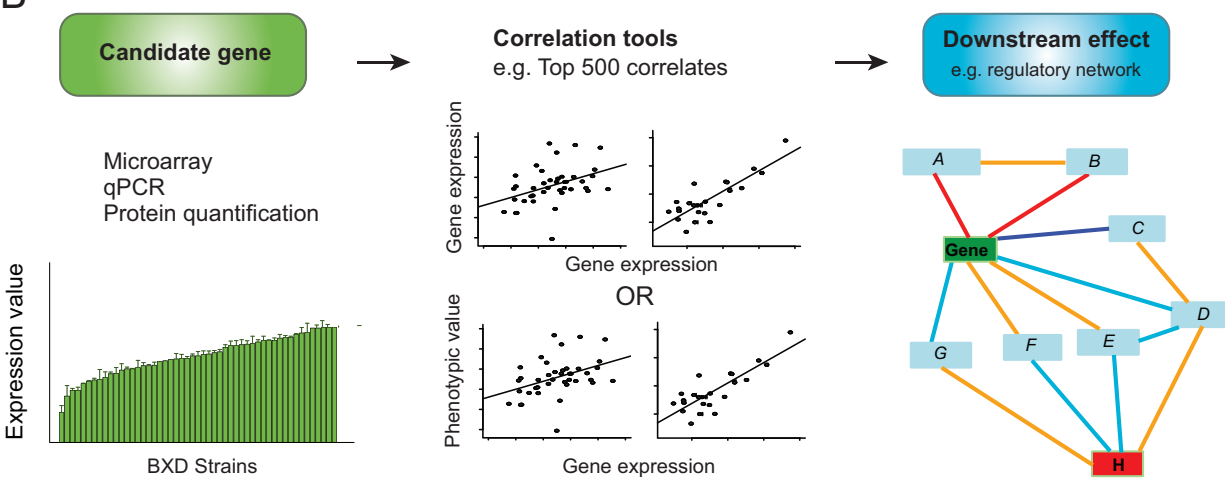 B
Candidate gene
Correlation tools
e.g. Top 500 correlates
Downstream effect
e.g. regulatory network
Microarray
qPCR
Protein quantification
Expression value
BXD Strains
Gene expression
Gene expression
OR
Phenotypic value
Gene expression
A
B
C
Gene
D
E
F
G
H